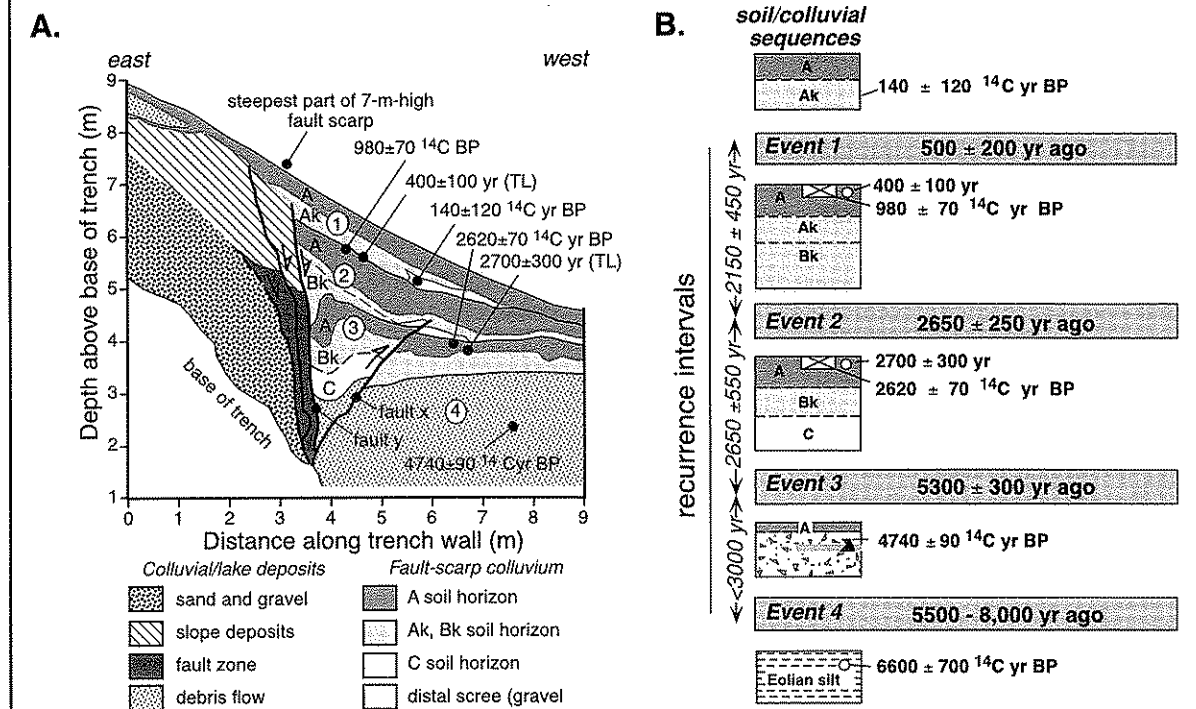 A.
east
west
9
8
7
6
5
4
3
2
1
Depth above base of trench (m)
steepest part of 7-m-high
fault scarp
980±70 ¹⁴C BP
400±100 yr (TL)
140±120 ¹⁴C yr BP
2620±70 ¹⁴C yr BP
2700±300 yr (TL)
A
Ak
1
A
2
Bk
A
3
Bk
C
4
fault x
fault y
4740±90 ¹⁴ Cyr BP
base of trench
0 1 2 3 4 5 6 7 8 9
Distance along trench wall (m)
Colluvial/lake deposits
sand and gravel
slope deposits
fault zone
debris flow
Fault-scarp colluvium
A soil horizon
Ak, Bk soil horizon
C soil horizon
distal scree (gravel
B.
soil/colluvial
sequences
A
Ak
140 ± 120 ¹⁴C yr BP
Event 1 500 ± 200 yr ago
A
Ak
Bk
400 ± 100 yr
980 ± 70 ¹⁴C yr BP
Event 2 2650 ± 250 yr ago
A
Bk
C
2700 ± 300 yr
2620 ± 70 ¹⁴C yr BP
Event 3 5300 ± 300 yr ago
A
4740 ± 90 ¹⁴C yr BP
Event 4 5500 - 8,000 yr ago
Eolian silt
6600 ± 700 ¹⁴C yr BP
recurrence intervals
2150 ± 450 yr
2650 ±550 yr
<3000 yr